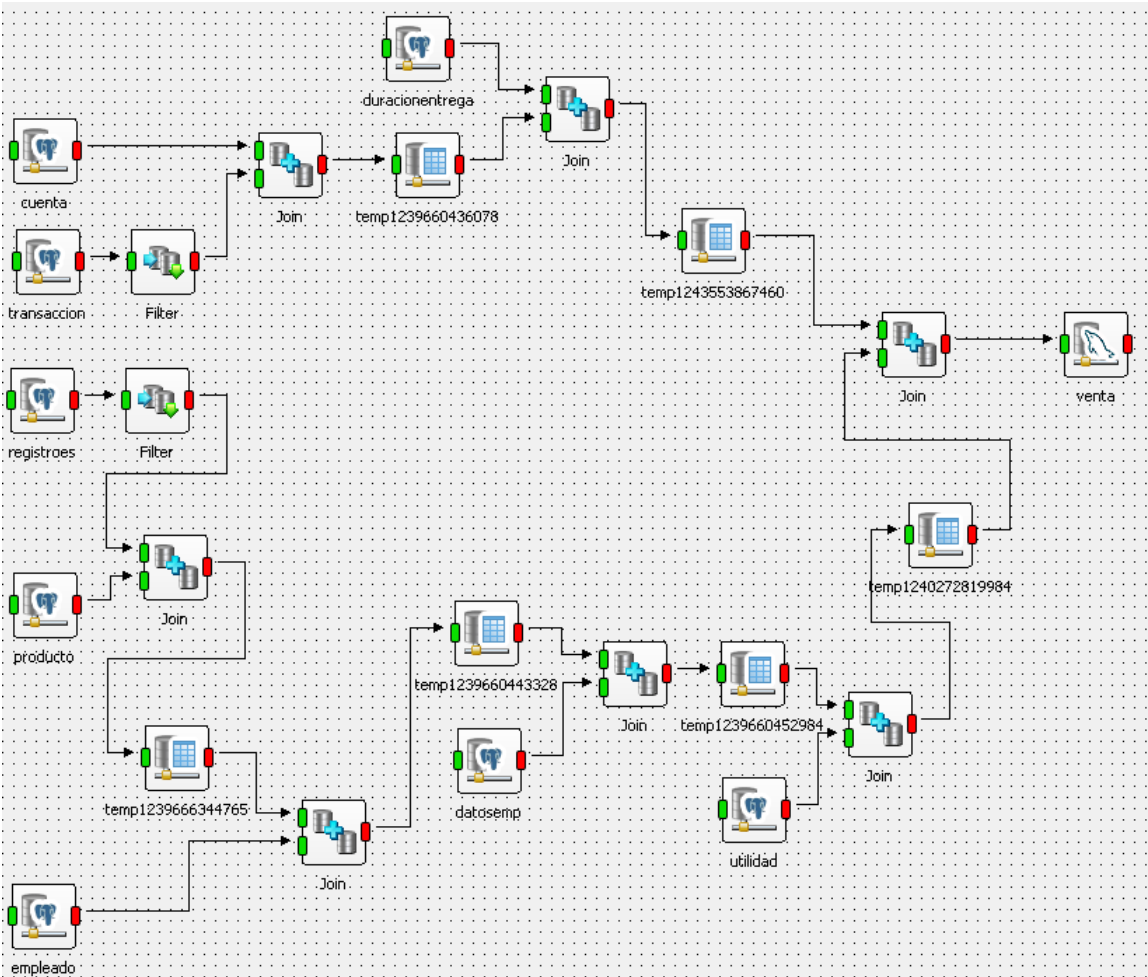 duracionentrega
Join
cuenta
Join
temp1239660436078
transaccion
Filter
temp1243553867460
Join
venta
registroes
Filter
temp1240272819984
Join
producto
temp1239660443328
Join
temp1239660452984
Join
temp1239666344765
datosemp
utilidad
Join
empleado